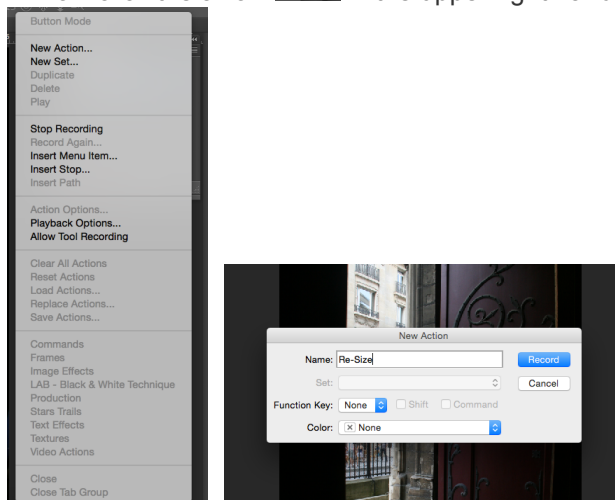 Button Mode
New Action...
New Set...
Duplicate
Delete
Play
Stop Recording
Record Again...
Insert Menu Item...
Insert Stop...
Insert Path
Action Options...
Playback Options...
Allow Tool Recording
Clear All Actions
Reset Actions
Load Actions...
Replace Actions...
Save Actions...
Commands
Frames
Image Effects
LAB - Black & White Technique
Production
Stars Trails
Text Effects
Textures
Video Actions
Close
Close Tab Group
New Action
Name: Re-Size Record
Set: Cancel
Function Key: None Shift Command
Color: None